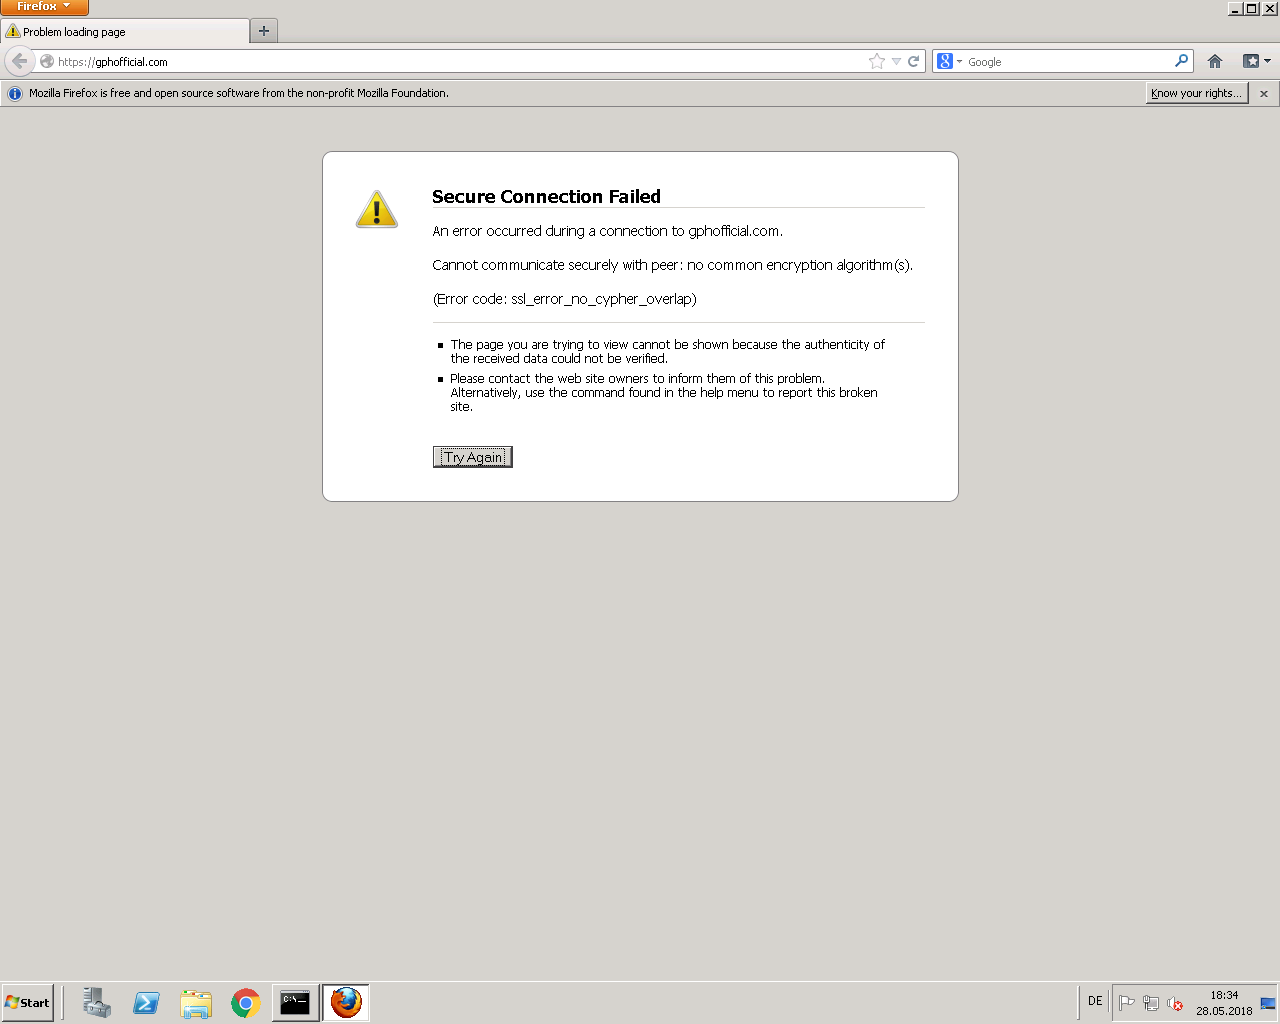 Firefox
Problem loading page
https://gphofficial.com
Google
Mozilla Firefox is free and open source software from the non-profit Mozilla Foundation.
Know your rights...
Secure Connection Failed
An error occurred during a connection to gphofficial.com.
Cannot communicate securely with peer: no common encryption algorithm(s).
(Error code: ssl_error_no_cypher_overlap)
The page you are trying to view cannot be shown because the authenticity of
the received data could not be verified.
Please contact the web site owners to inform them of this problem.
Alternatively, use the command found in the help menu to report this broken
site.
Try Again
Start
C:\_
DE
18:34
28.05.2018